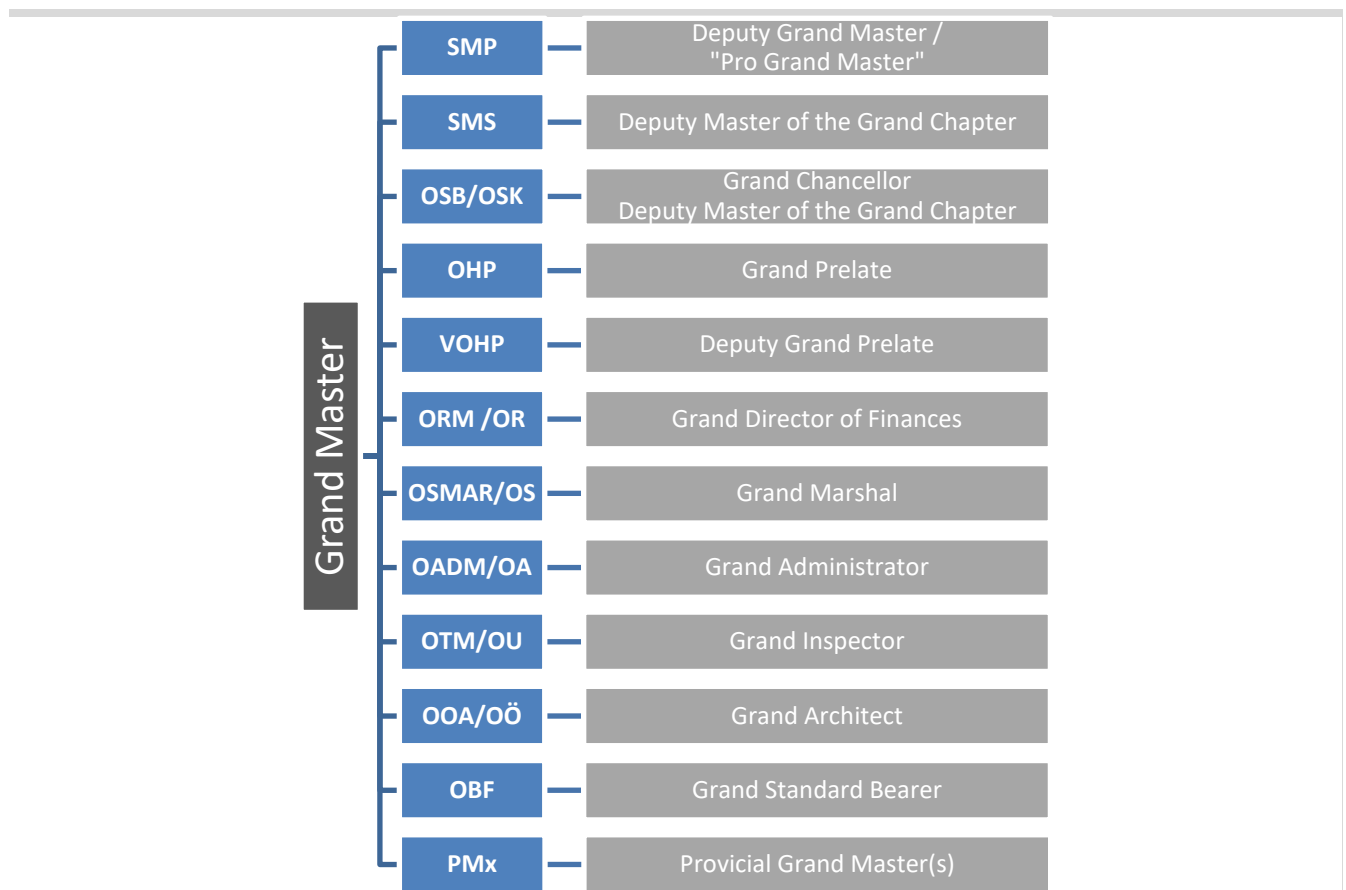 Grand Master
SMP
Deputy Grand Master /
"Pro Grand Master"
SMS
Deputy Master of the Grand Chapter
OSB/OSK
Grand Chancellor
Deputy Master of the Grand Chapter
OHP
Grand Prelate
VOHP
Deputy Grand Prelate
ORM /OR
Grand Director of Finances
OSMAR/OS
Grand Marshal
OADM/OA
Grand Administrator
OTM/OU
Grand Inspector
OOA/OÖ
Grand Architect
OBF
Grand Standard Bearer
PMx
Provicial Grand Master(s)